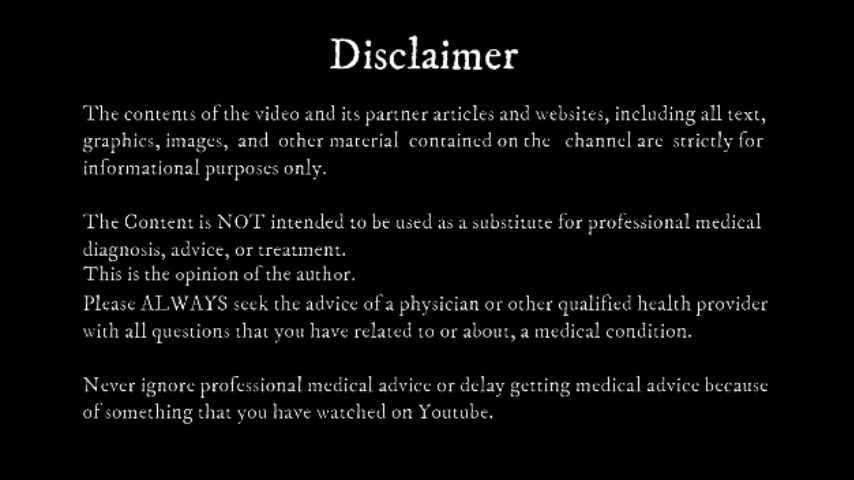 Disclaimer
The contents of the video and its partner articles and websites, including all text,
graphics, images, and other material contained on the channel are strictly for
informational purposes only.
The Content is NOT intended to be used as a substitute for professional medical
diagnosis, advice, or treatment.
This is the opinion of the author.
Please ALWAYS seek the advice of a physician or other qualified health provider
with all questions that you have related to or about, a medical condition.
Never ignore professional medical advice or delay getting medical advice because
of something that you have watched on Youtube.